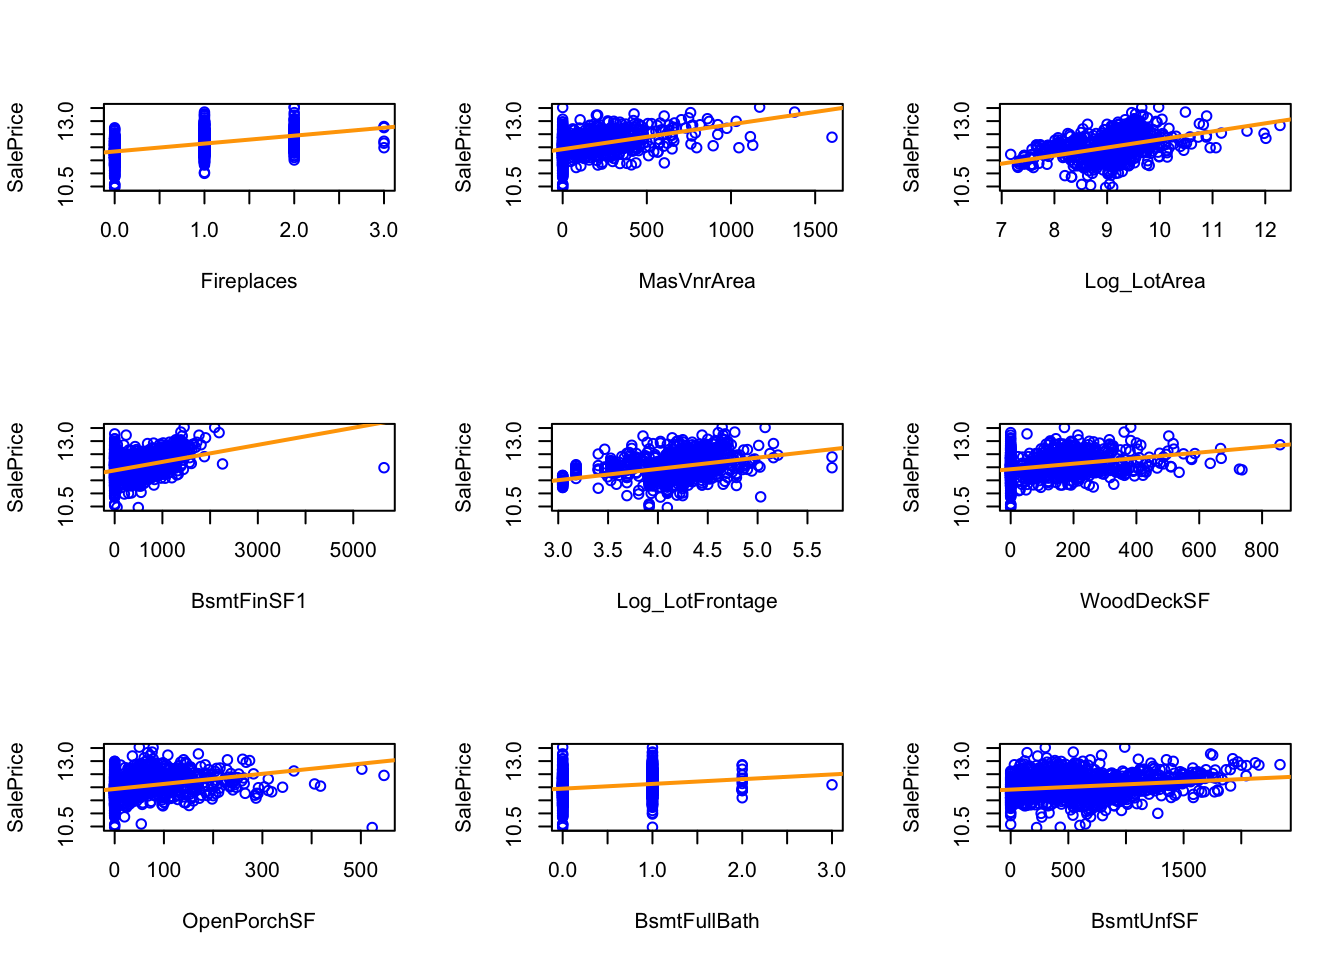 SalePrice
10.5 13.0
0.0 1.0 2.0 3.0
Fireplaces
SalePrice
10.5 13.0
0 500 1000 1500
MasVnrArea
SalePrice
10.5 13.0
7 8 9 10 11 12
Log_LotArea
SalePrice
10.5 13.0
0 1000 3000 5000
BsmtFinSF1
SalePrice
10.5 13.0
3.0 3.5 4.0 4.5 5.0 5.5
Log_LotFrontage
SalePrice
10.5 13.0
0 200 400 600 800
WoodDeckSF
SalePrice
10.5 13.0
0 100 300 500
OpenPorchSF
SalePrice
10.5 13.0
0.0 1.0 2.0 3.0
BsmtFullBath
SalePrice
10.5 13.0
0 500 1500
BsmtUnfSF